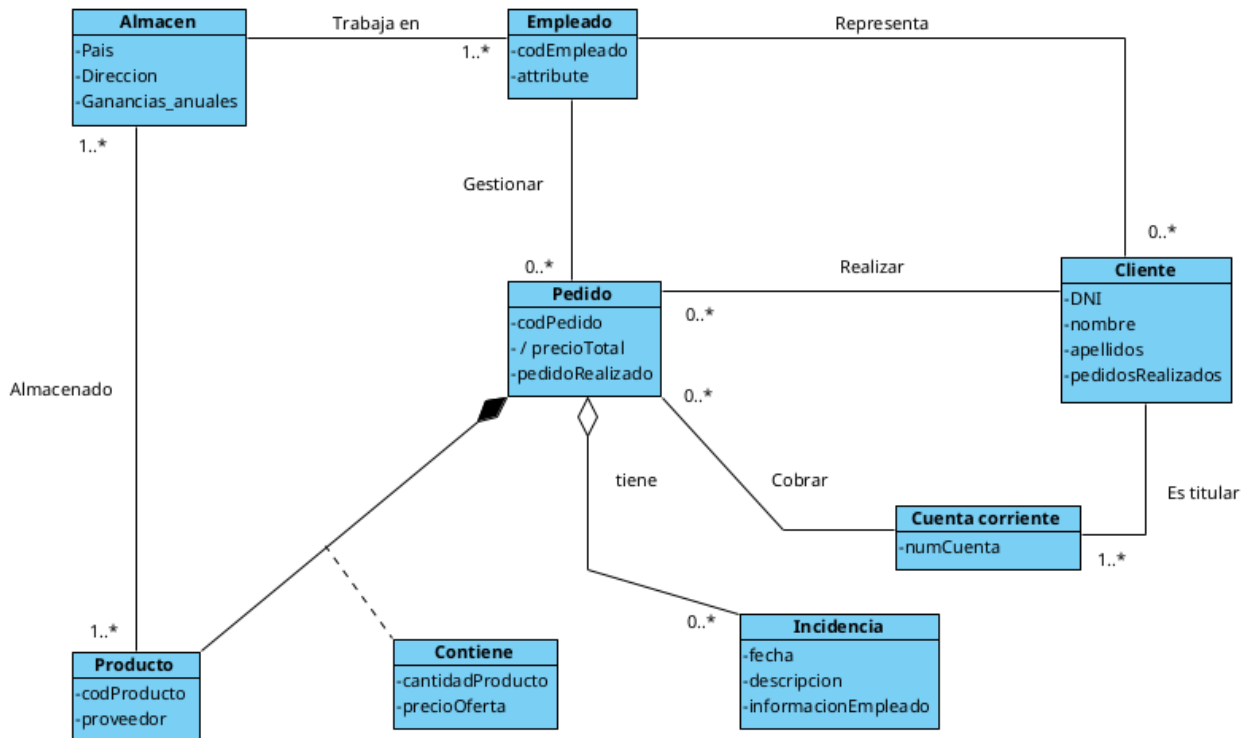 Almacen
-Pais
-Direccion
-Ganancias_anuales
Trabaja en
1..*
Empleado
-codEmpleado
-attribute
Representa
1..*
Gestionar
0..*
0..*
Realizar
Pedido
-codPedido
- / precioTotal
-pedidoRealizado
0..*
0..*
Cliente
-DNI
-nombre
-apellidos
-pedidosRealizados
Almacenado
tiene
Cobrar
Es titular
Cuenta corriente
-numCuenta
1..*
1..*
0..*
Producto
-codProducto
-proveedor
Contiene
-cantidadProducto
-precioOferta
Incidencia
-fecha
-descripcion
-informacionEmpleado